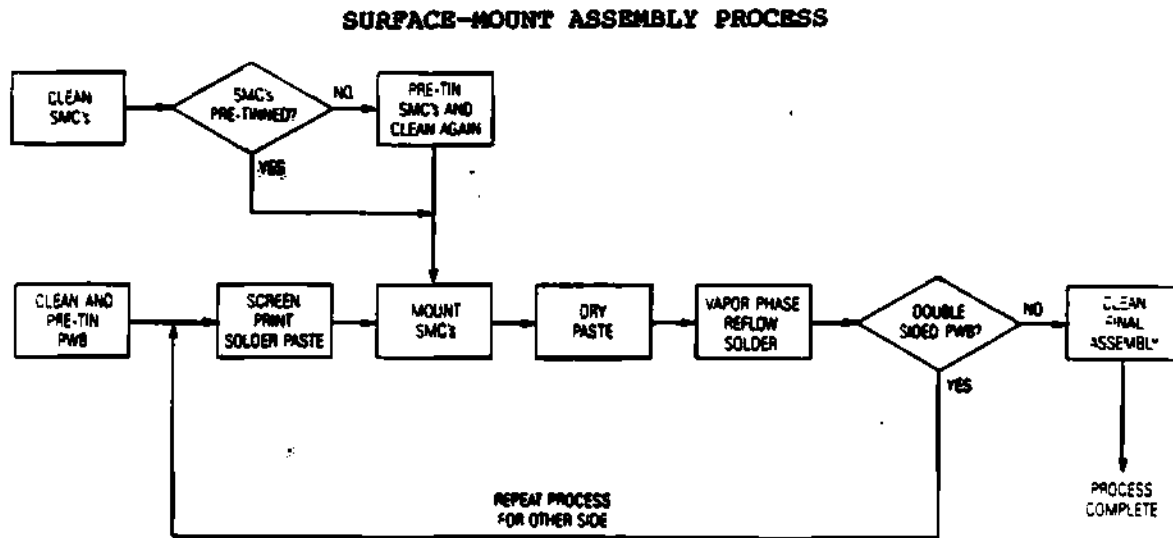 SURFACE-MOUNT ASSEMBLY PROCESS
CLEAN
SMC's
SMC's
PRE-TINNED?
NO
PRE-TIN
SMC's AND
CLEAN AGAIN
YES
CLEAN AND
PRE-TIN
PWB
SCREEN
PRINT
SOLDER PASTE
MOUNT
SMC's
DRY
PASTE
VAPOR PHASE
REFLOW
SOLDER
DOUBLE
SIDED PWB?
NO
CLEAN
FINAL
ASSEMBLY
YES
REPEAT PROCESS
FOR OTHER SIDE
PROCESS
COMPLETE